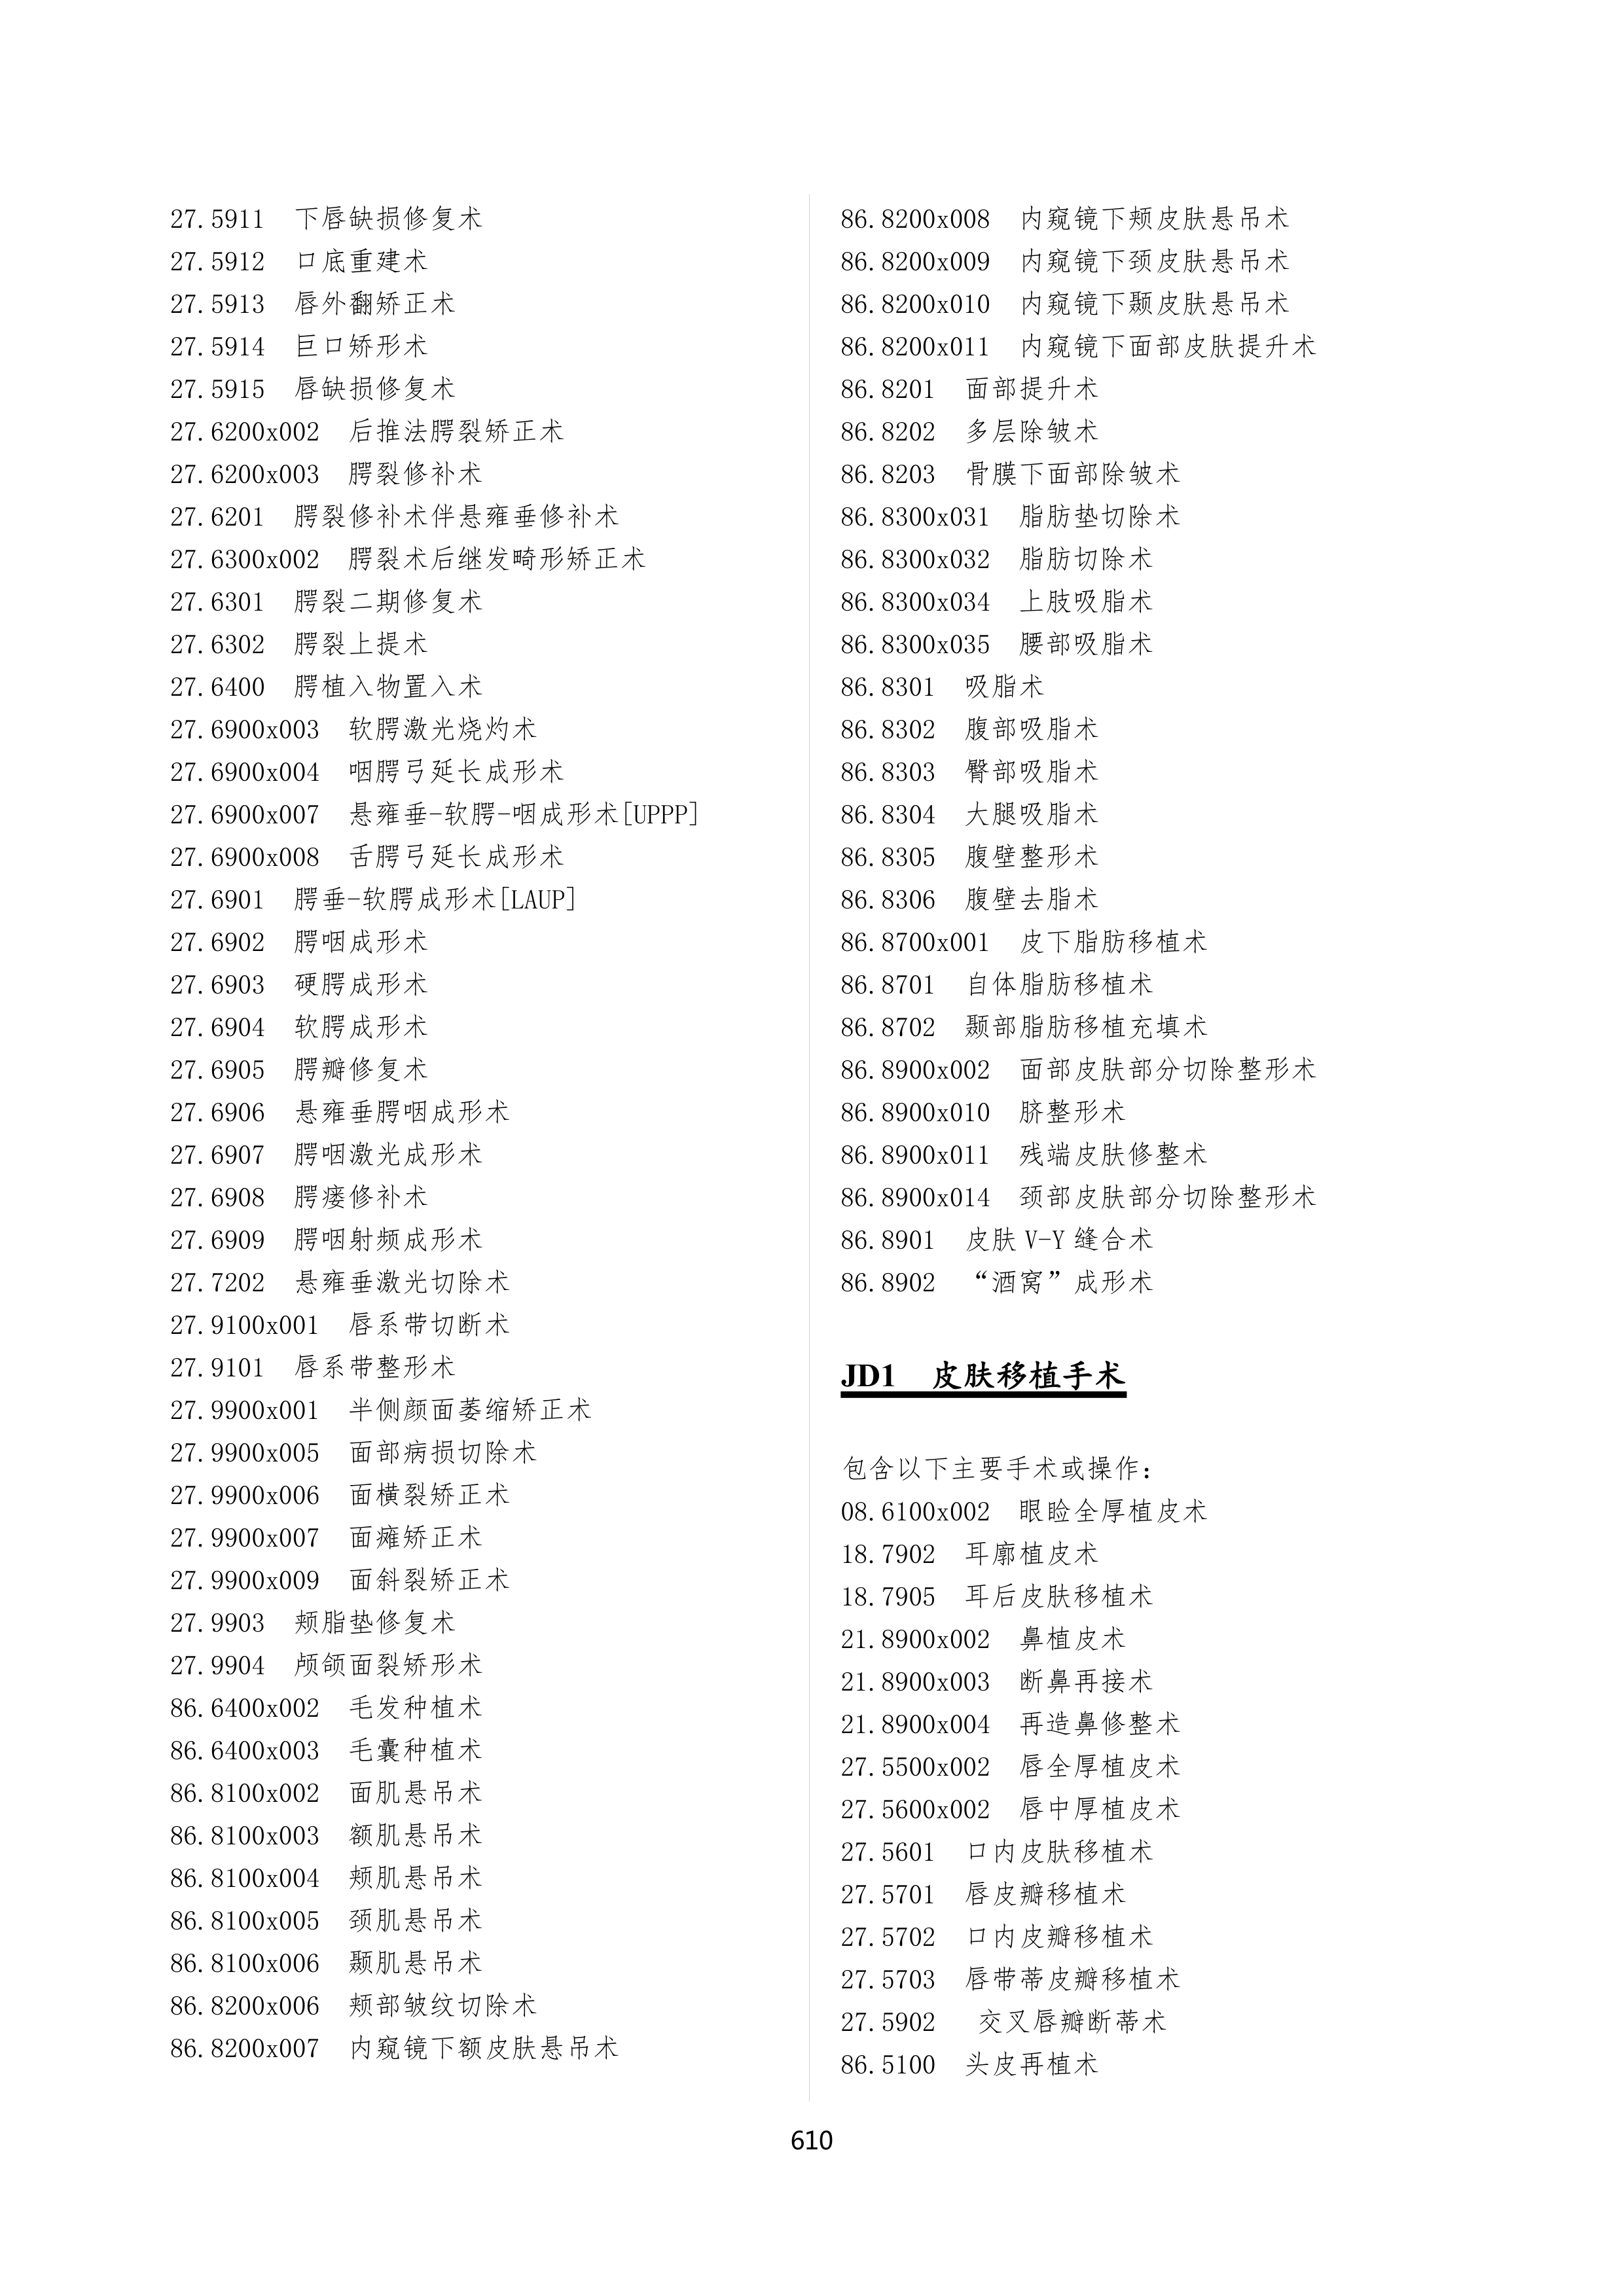 27.5911 下唇缺损修复术
27.5912 口底重建术
27.5913 唇外翻矫正术
27.5914 巨口矫形术
27.5915 唇缺损修复术
27.6200x002 后推法腭裂矫正术
27.6200x003 腭裂修补术
27.6201 腭裂修补术伴悬雍垂修补术
27.6300x002 腭裂术后继发畸形矫正术
27.6301 腭裂二期修复术
27.6302 腭裂上提术
27.6400 腭植入物置入术
27.6900x003 软腭激光烧灼术
27.6900x004 咽腭弓延长成形术
27.6900x007 悬雍垂-软腭-咽成形术[UPPP]
27.6900x008 舌腭弓延长成形术
27.6901 腭垂-软腭成形术[LAUP]
27.6902 腭咽成形术
27.6903 硬腭成形术
27.6904 软腭成形术
27.6905 腭瓣修复术
27.6906 悬雍垂腭咽成形术
27.6907 腭咽激光成形术
27.6908 腭瘘修补术
27.6909 腭咽射频成形术
27.7202 悬雍垂激光切除术
27.9100x001 唇系带切断术
27.9101 唇系带整形术
27.9900x001 半侧颜面萎缩矫正术
27.9900x005 面部病损切除术
27.9900x006 面横裂矫正术
27.9900x007 面瘫矫正术
27.9900x009 面斜裂矫正术
27.9903 颊脂垫修复术
27.9904 颅颌面裂矫形术
86.6400x002 毛发种植术
86.6400x003 毛囊种植术
86.8100x002 面肌悬吊术
86.8100x003 额肌悬吊术
86.8100x004 颊肌悬吊术
86.8100x005 颈肌悬吊术
86.8100x006 颞肌悬吊术
86.8200x006 颊部皱纹切除术
86.8200x007 内窥镜下额皮肤悬吊术
86.8200x008 内窥镜下颊皮肤悬吊术
86.8200x009 内窥镜下颈皮肤悬吊术
86.8200x010 内窥镜下颞皮肤悬吊术
86.8200x011 内窥镜下面部皮肤提升术
86.8201 面部提升术
86.8202 多层除皱术
86.8203 骨膜下面部除皱术
86.8300x031 脂肪垫切除术
86.8300x032 脂肪切除术
86.8300x034 上肢吸脂术
86.8300x035 腰部吸脂术
86.8301 吸脂术
86.8302 腹部吸脂术
86.8303 臀部吸脂术
86.8304 大腿吸脂术
86.8305 腹壁整形术
86.8306 腹壁去脂术
86.8700x001 皮下脂肪移植术
86.8701 自体脂肪移植术
86.8702 颞部脂肪移植充填术
86.8900x002 面部皮肤部分切除整形术
86.8900x010 脐整形术
86.8900x011 残端皮肤修整术
86.8900x014 颈部皮肤部分切除整形术
86.8901 皮肤 V-Y 缝合术
86.8902 “酒窝”成形术
JD1 皮肤移植手术
包含以下主要手术或操作：
08.6100x002 眼睑全厚植皮术
18.7902 耳廓植皮术
18.7905 耳后皮肤移植术
21.8900x002 鼻植皮术
21.8900x003 断鼻再接术
21.8900x004 再造鼻修整术
27.5500x002 唇全厚植皮术
27.5600x002 唇中厚植皮术
27.5601 口内皮肤移植术
27.5701 唇皮瓣移植术
27.5702 口内皮瓣移植术
27.5703 唇带蒂皮瓣移植术
27.5902 交叉唇瓣断蒂术
86.5100 头皮再植术
610